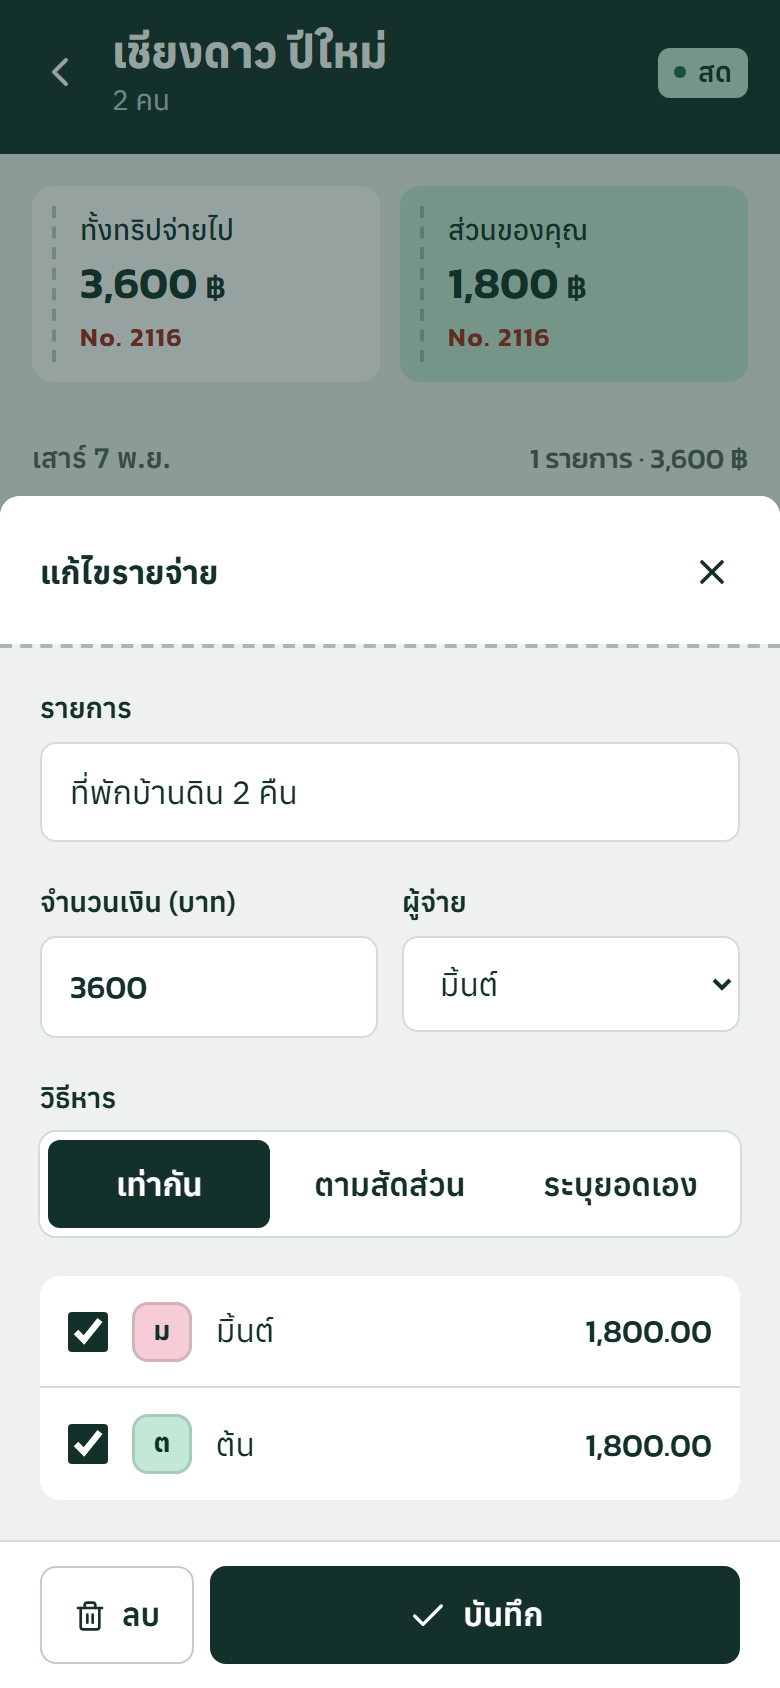 เชียงดาว ปีใหม่
2 คน
สด
ทั้งทริปจ่ายไป
3,600 ฿
No. 2116
ส่วนของคุณ
1,800 ฿
No. 2116
เสาร์ 7 พ.ย.
1 รายการ · 3,600 ฿
แก้ไขรายจ่าย
รายการ
ที่พักบ้านดิน 2 คืน
จำนวนเงิน (บาท)
ผู้จ่าย
3600
มิ้นต์
วิธีหาร
เท่ากัน
ตามสัดส่วน
ระบุยอดเอง
ม มิ้นต์ 1,800.00
ต ต้น 1,800.00
ลบ
บันทึก